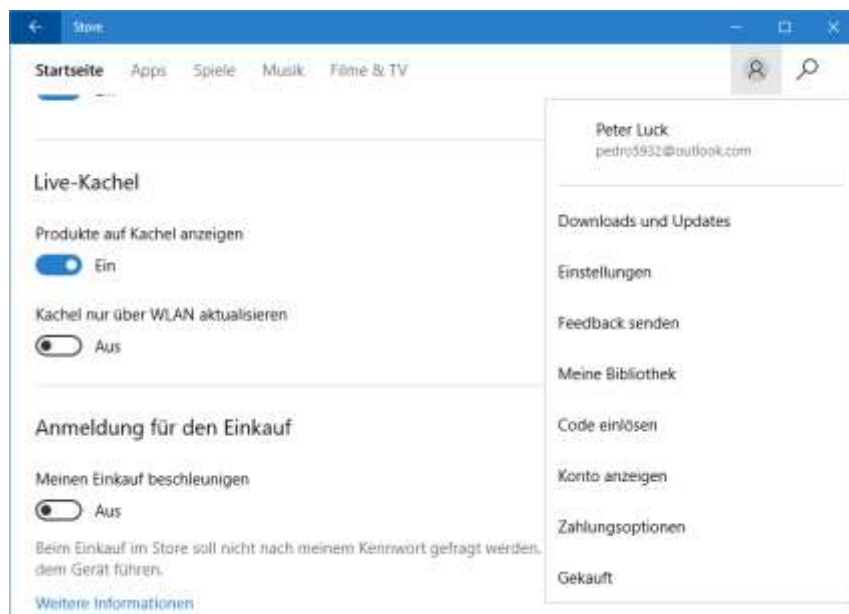 Store
Startseite Apps Spiele Musik Filme & TV
Peter Luck
pedro5932@outlook.com
Live-Kachel
Produkte auf Kachel anzeigen
Ein
Kachel nur über WLAN aktualisieren
Aus
Anmeldung für den Einkauf
Meinen Einkauf beschleunigen
Aus
Beim Einkauf im Store soll nicht nach meinem Kennwort gefragt werden.
dem Gerät führen.
Weitere Informationen
Downloads und Updates
Einstellungen
Feedback senden
Meine Bibliothek
Code einlösen
Konto anzeigen
Zahlungsoptionen
Gekauft